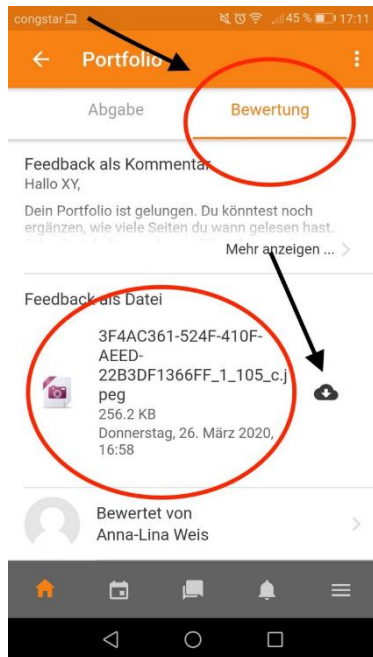 congstar 45 % 17:11
Portfolio
Abgabe Bewertung
Feedback als Kommentar
Hallo XY,
Dein Portfolio ist gelungen. Du könntest noch
ergänzen, wie viele Seiten du wann gelesen hast.
Mehr anzeigen ...
Feedback als Datei
3F4AC361-524F-410F-
AEED-
22B3DF1366FF_1_105_c.j
peg
256.2 KB
Donnerstag, 26. März 2020,
16:58
Bewertet von
Anna-Lina Weis